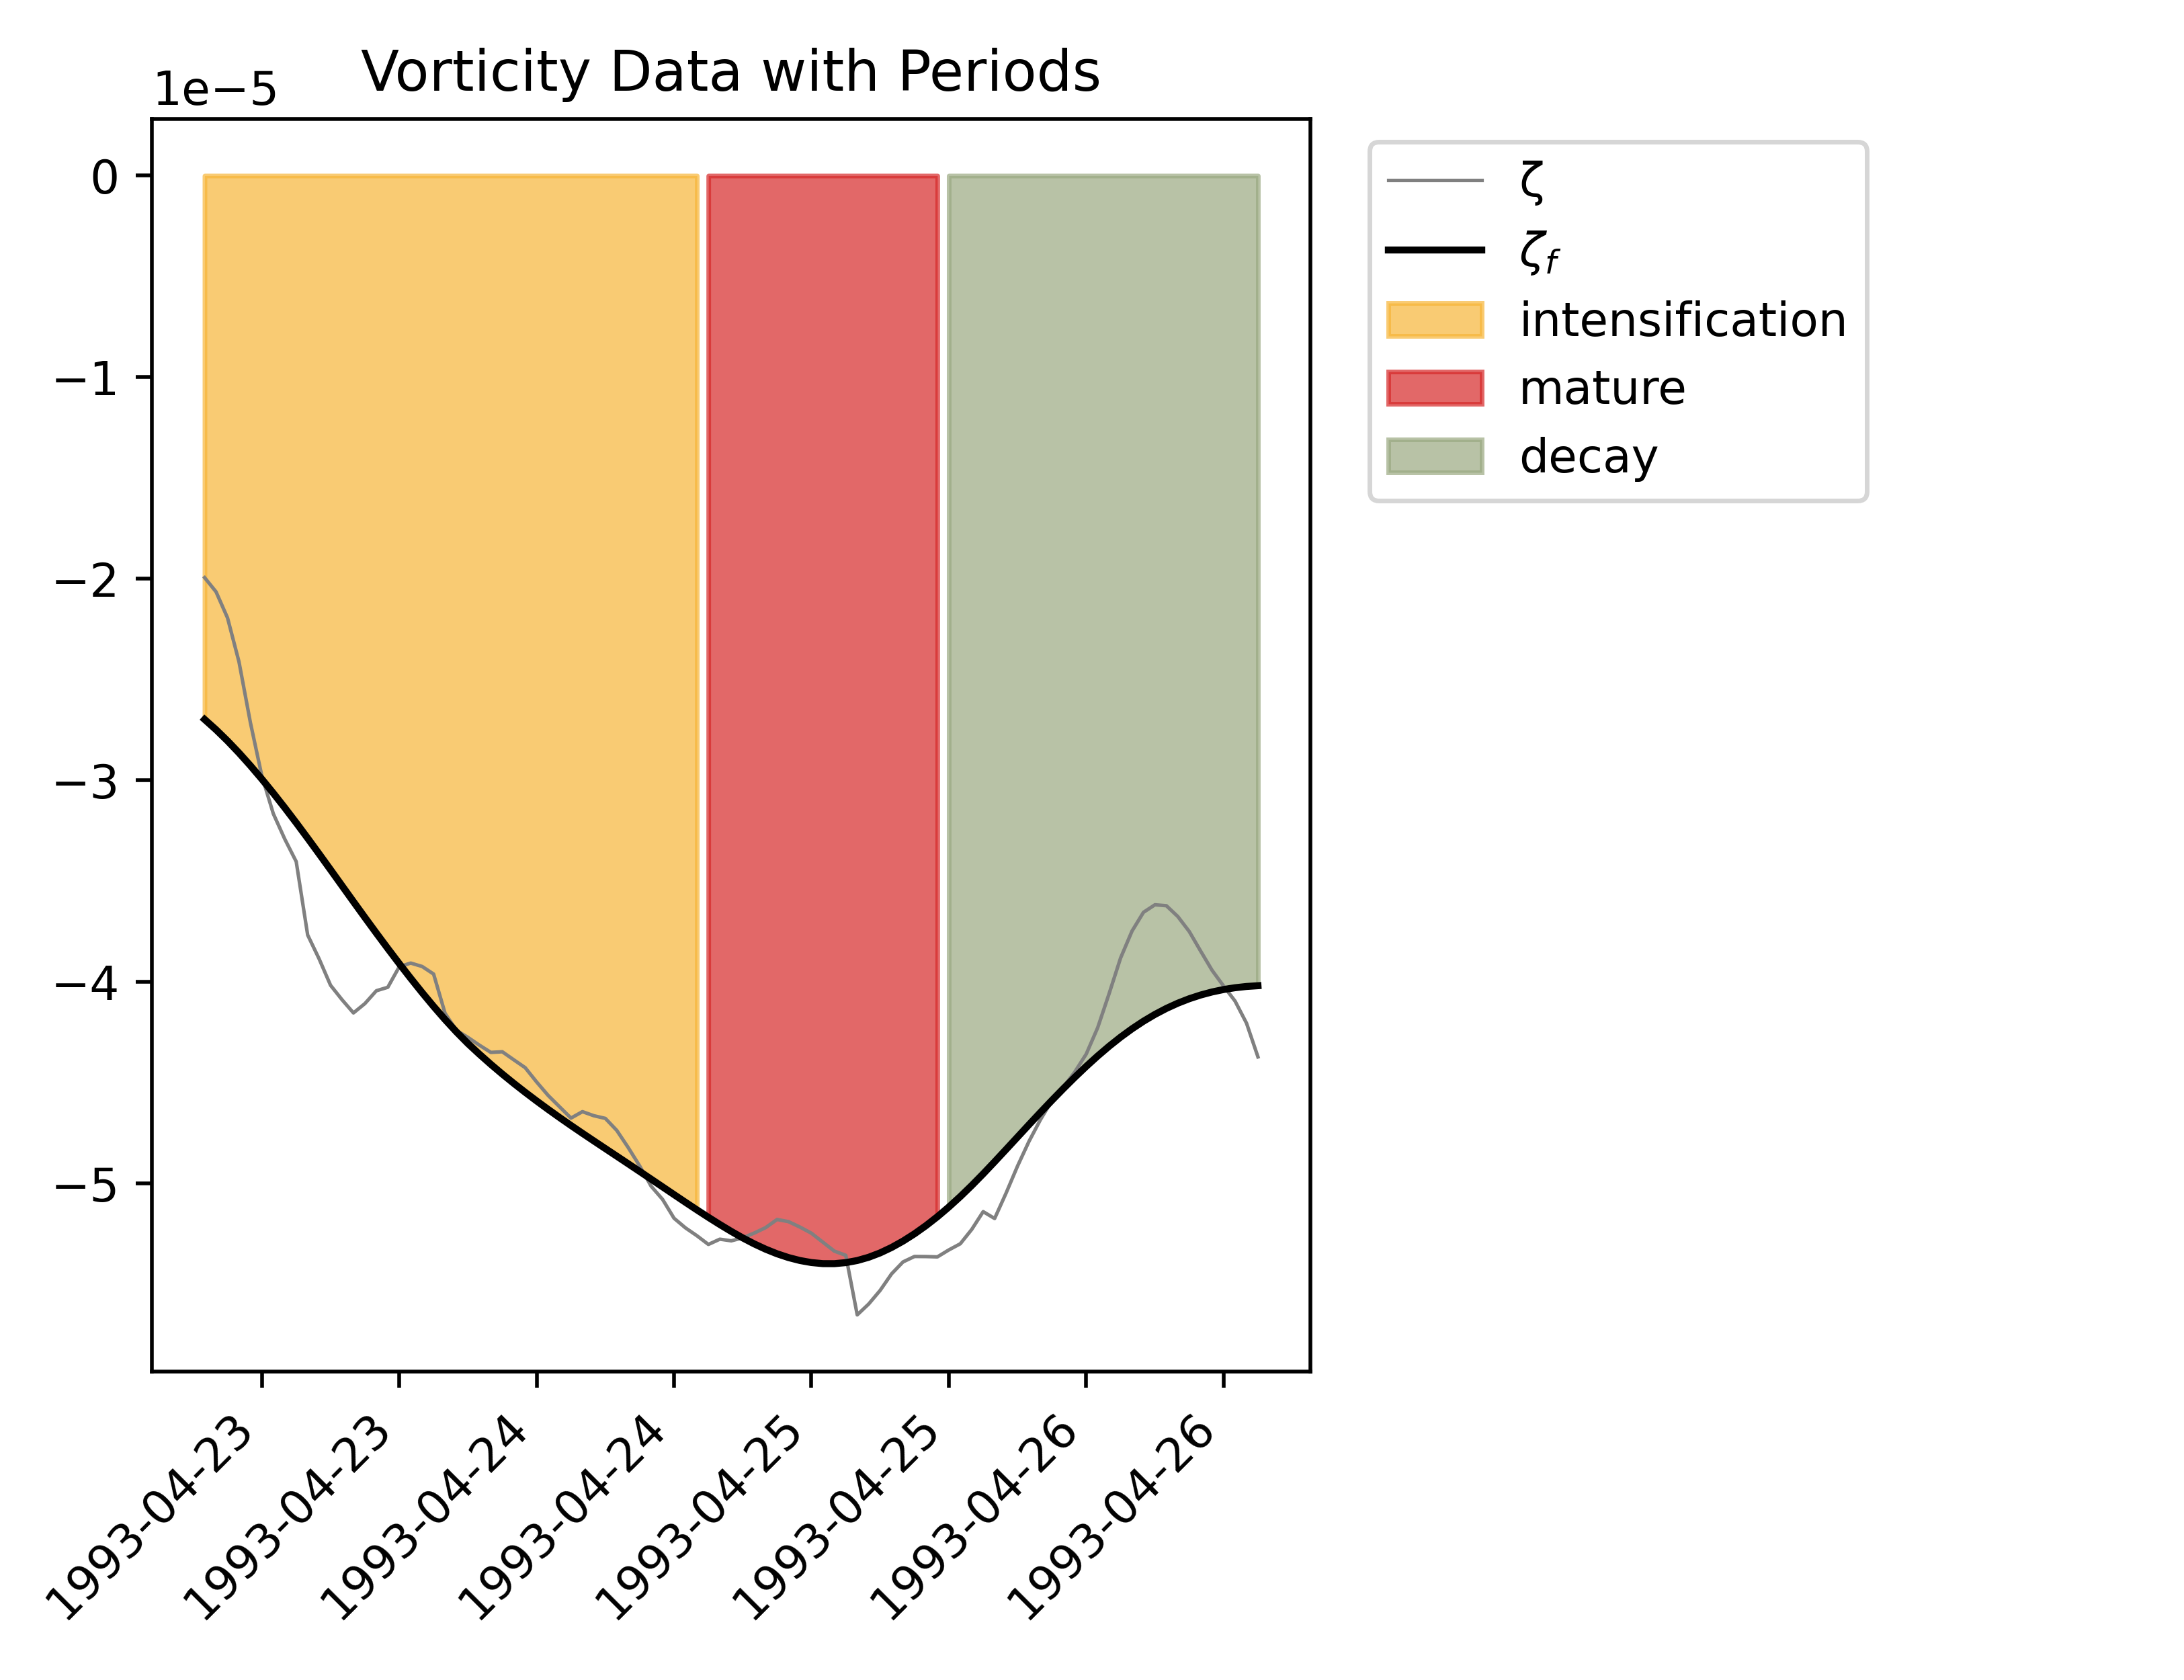 Vorticity Data with Periods
1e−5
0
−1
−2
−3
−4
−5
1993-04-23
1993-04-23
1993-04-24
1993-04-24
1993-04-25
1993-04-25
1993-04-26
1993-04-26
ζ
ζf
intensification
mature
decay